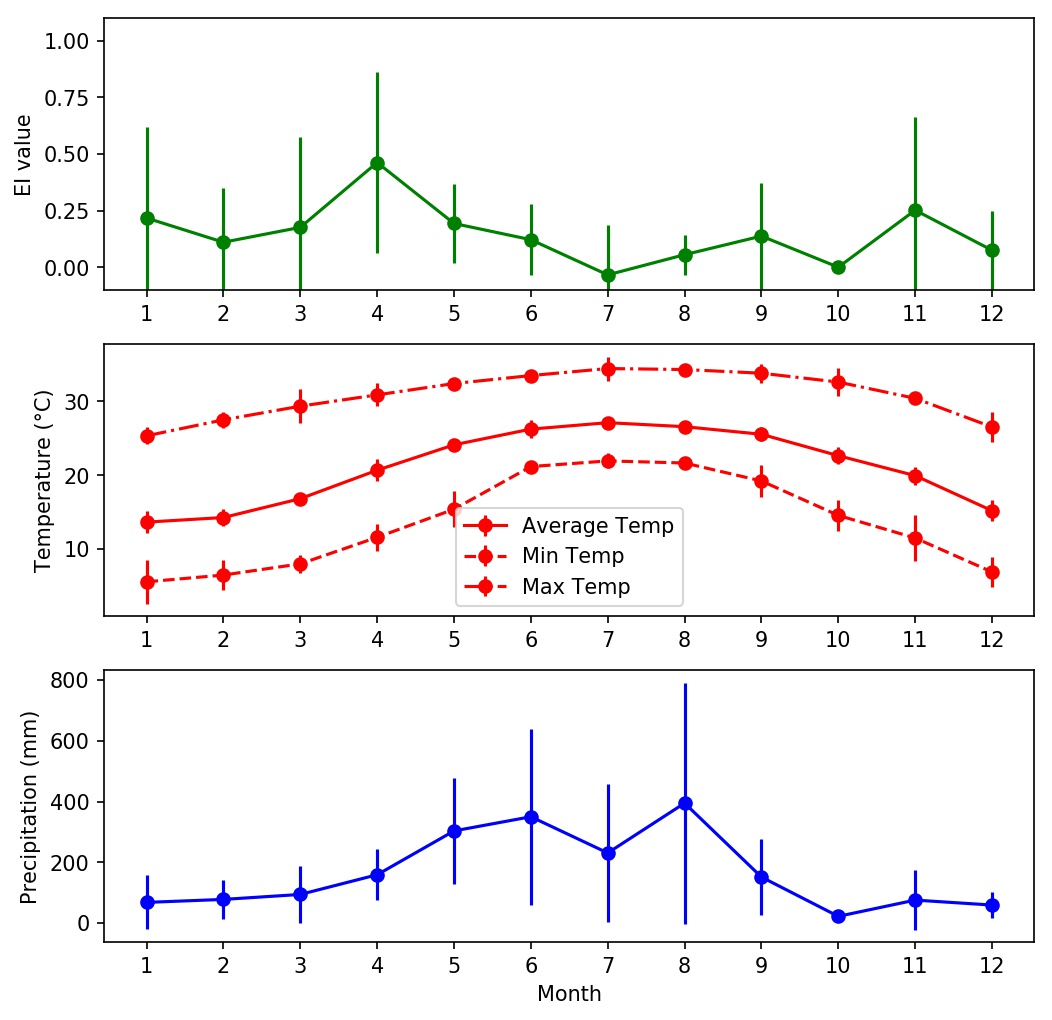 1.00
0.75
0.50
0.25
0.00
EI value
1 2 3 4 5 6 7 8 9 10 11 12
30
20
10
Temperature (°C)
Average Temp
Min Temp
Max Temp
1 2 3 4 5 6 7 8 9 10 11 12
800
600
400
200
0
Precipitation (mm)
1 2 3 4 5 6 7 8 9 10 11 12
Month